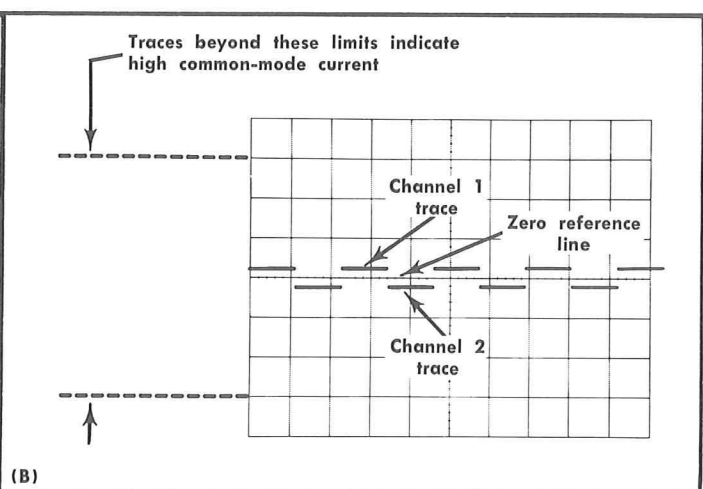 Traces beyond these limits indicate
high common-mode current
Channel 1
trace
Zero reference
line
Channel 2
trace
(B)